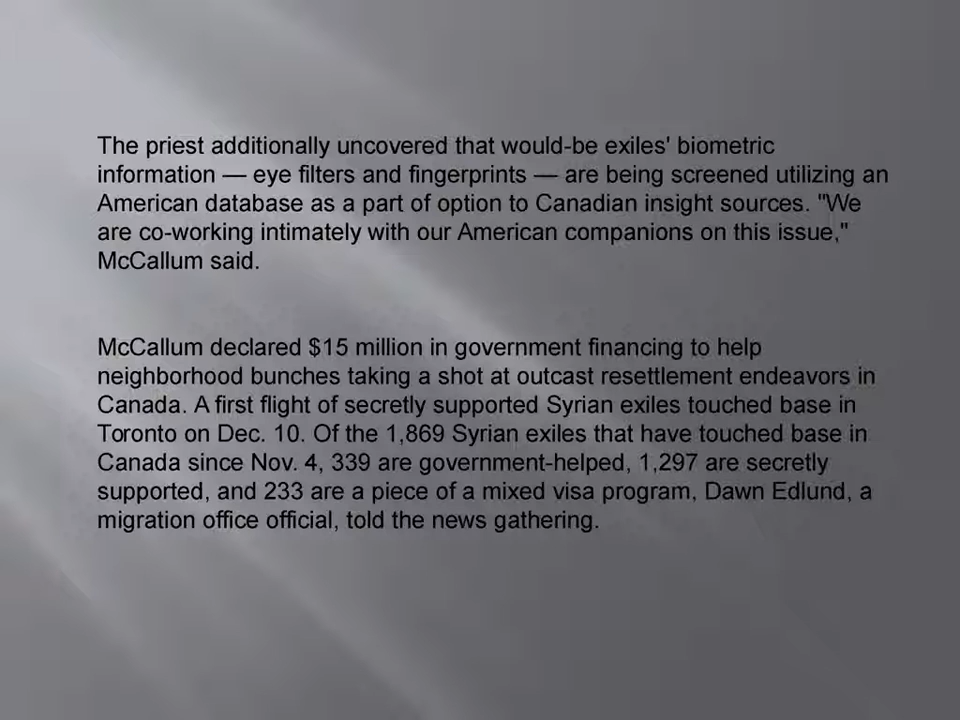 The priest additionally uncovered that would-be exiles' biometric
information — eye filters and fingerprints — are being screened utilizing an
American database as a part of option to Canadian insight sources. "We
are co-working intimately with our American companions on this issue,"
McCallum said.
McCallum declared $15 million in government financing to help
neighborhood bunches taking a shot at outcast resettlement endeavors in
Canada. A first flight of secretly supported Syrian exiles touched base in
Toronto on Dec. 10. Of the 1,869 Syrian exiles that have touched base in
Canada since Nov. 4, 339 are government-helped, 1,297 are secretly
supported, and 233 are a piece of a mixed visa program, Dawn Edlund, a
migration office official, told the news gathering.